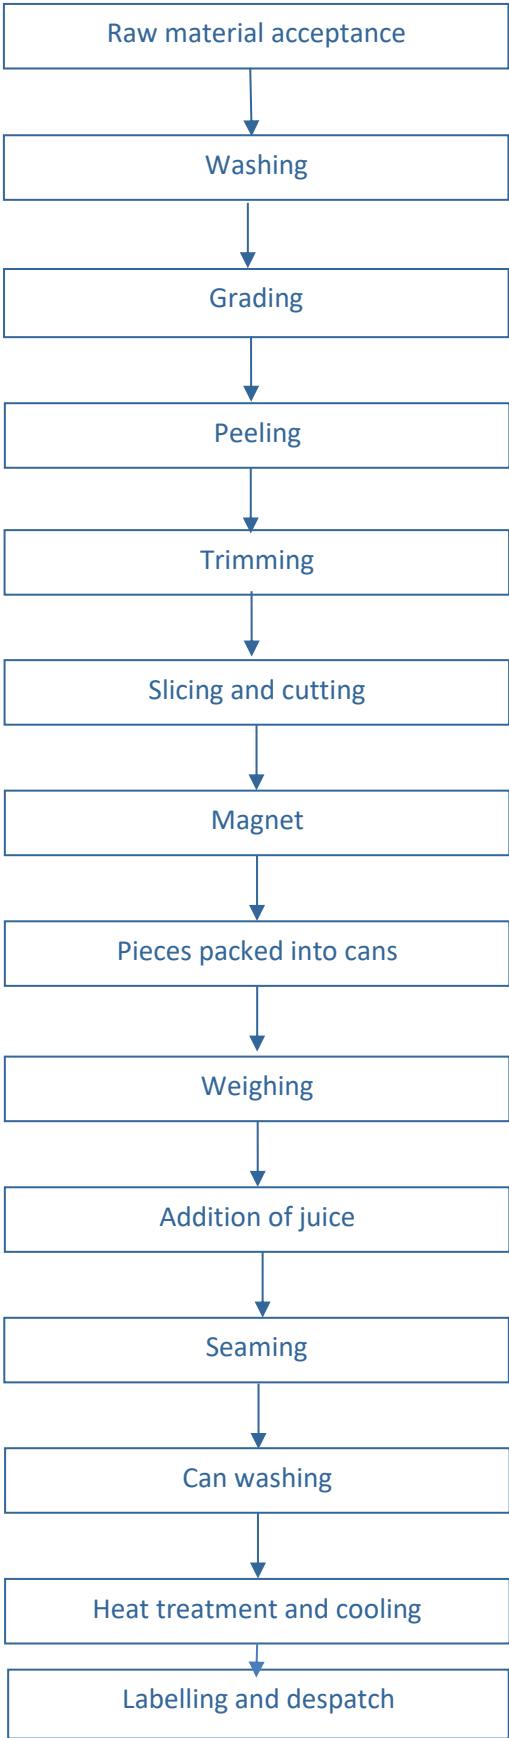 Raw material acceptance
Washing
Grading
Peeling
Trimming
Slicing and cutting
Magnet
Pieces packed into cans
Weighing
Addition of juice
Seaming
Can washing
Heat treatment and cooling
Labelling and despatch